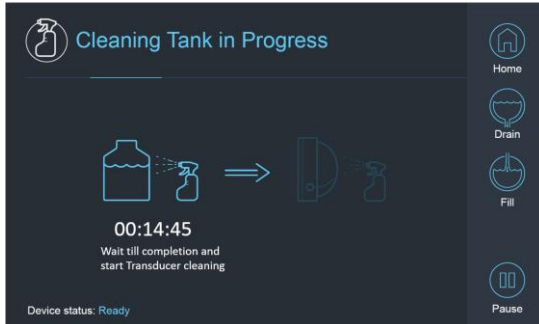 Cleaning Tank in Progress
Home
Drain
Fill
00:14:45
Wait till completion and
start Transducer cleaning
Device status: Ready
Pause